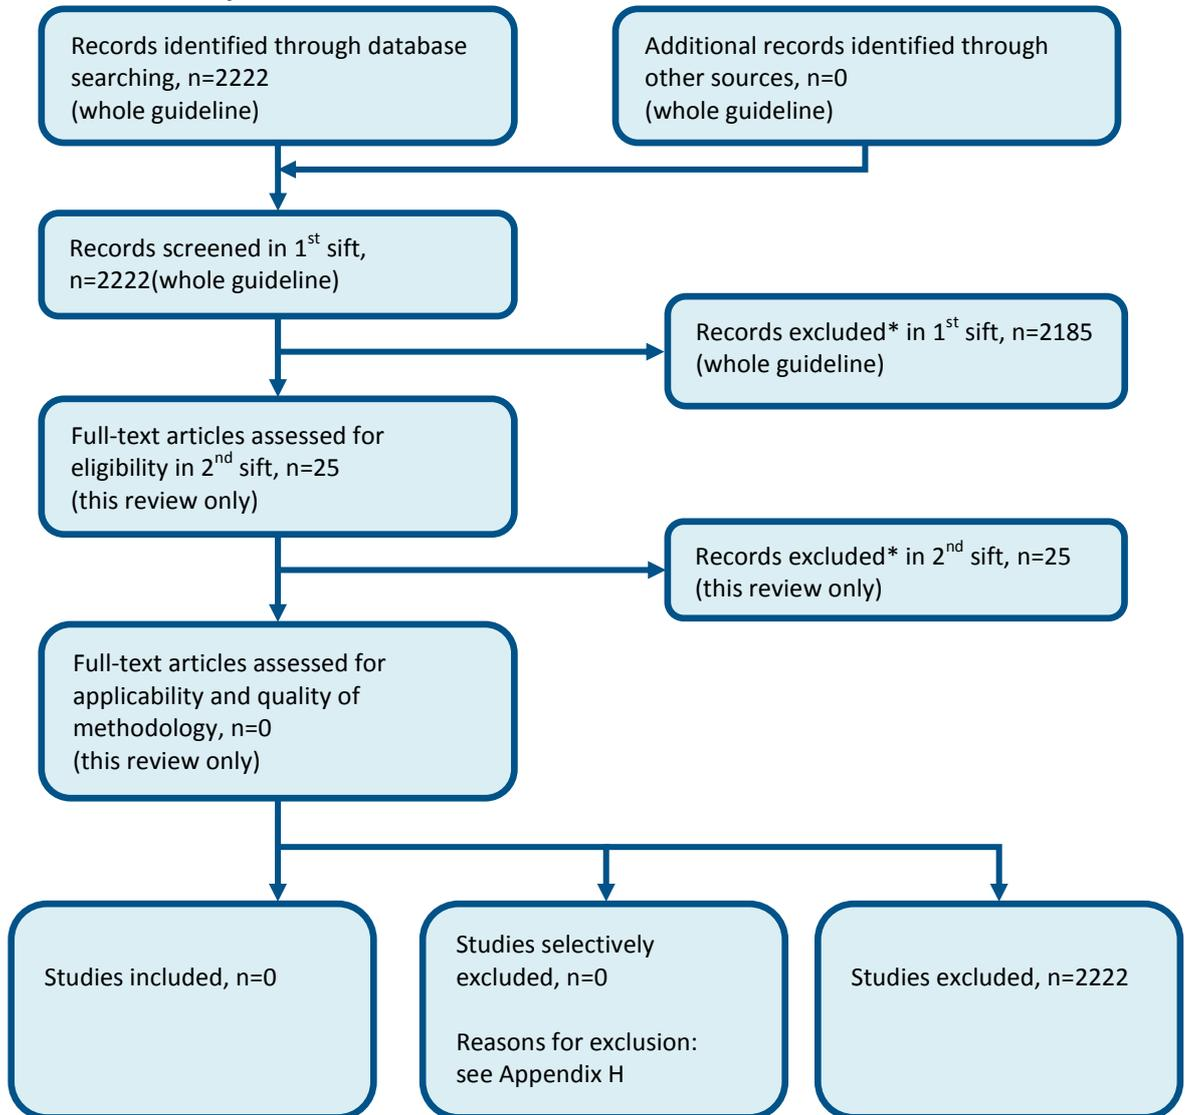 Records identified through database
searching, n=2222
(whole guideline)
Additional records identified through
other sources, n=0
(whole guideline)
Records screened in 1st sift,
n=2222(whole guideline)
Records excluded* in 1st sift, n=2185
(whole guideline)
Full-text articles assessed for
eligibility in 2nd sift, n=25
(this review only)
Records excluded* in 2nd sift, n=25
(this review only)
Full-text articles assessed for
applicability and quality of
methodology, n=0
(this review only)
Studies included, n=0
Studies selectively
excluded, n=0
Reasons for exclusion:
see Appendix H
Studies excluded, n=2222